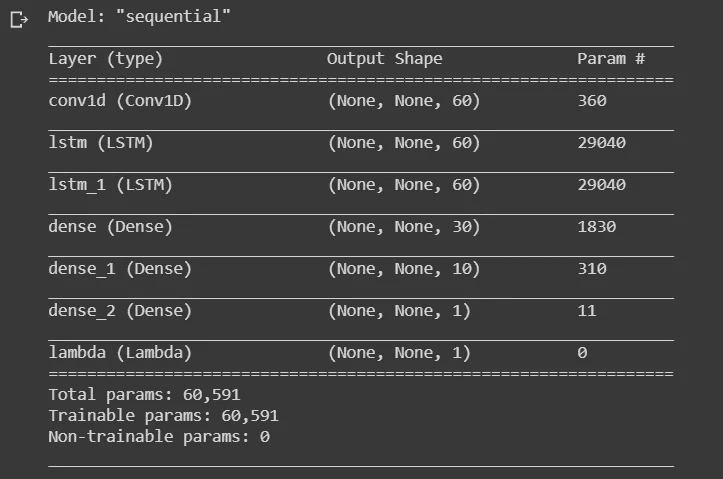 Model: "sequential"
Layer (type) Output Shape Param #
=================================================================
conv1d (Conv1D) (None, None, 60) 360
lstm (LSTM) (None, None, 60) 29040
lstm_1 (LSTM) (None, None, 60) 29040
dense (Dense) (None, None, 30) 1830
dense_1 (Dense) (None, None, 10) 310
dense_2 (Dense) (None, None, 1) 11
lambda (Lambda) (None, None, 1) 0
=================================================================
Total params: 60,591
Trainable params: 60,591
Non-trainable params: 0